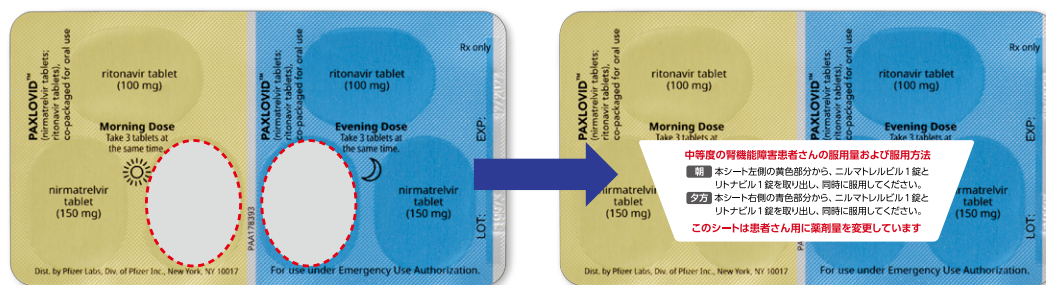 PAXLOVID™
(nirmatrelvir tablets;
ritonavir tablets),
co-packaged for oral use
ritonavir tablet
(100 mg)
Morning Dose
Take 3 tablets at
the same time.
nirmatrelvir
tablet
(150 mg)
Dist. by Pfizer Labs, Div. of Pfizer Inc., New York, NY 10017
PAA178393
PAXLOVID™
(nirmatrelvir tablets;
ritonavir tablets),
co-packaged for oral use
Rx only
ritonavir tablet
(100 mg)
Evening Dose
Take 3 tablets at
the same time.
nirmatrelvir
tablet
(150 mg)
EXP:
LOT:
For use under Emergency Use Authorization.
PAXLOVID™
(nirmatrelvir tablets;
ritonavir tablets),
co-packaged for oral use
ritonavir tablet
(100 mg)
Morning Dose
Take 3 tablets at
PAXLOVID™
(nirmatrelvir tablets;
ritonavir tablets),
co-packaged for oral use
Rx only
ritonavir tablet
(100 mg)
Evening Dose
Take 3 tablets at
中等度の腎機能障害患者さんの服用量および服用方法
朝 本シート左側の黄色部分から、ニルマトレルビル1錠と
リトナビル1錠を取り出し、同時に服用してください。
夕方 本シート右側の青色部分から、ニルマトレルビル1錠と
リトナビル1錠を取り出し、同時に服用してください。
このシートは患者さん用に薬剤量を変更しています
nirmatrelvir
tablet
(150 mg)
nirmatrelvir
tablet
(150 mg)
EXP:
LOT:
Dist. by Pfizer Labs, Div. of Pfizer Inc., New York, NY 10017
For use under Emergency Use Authorization.